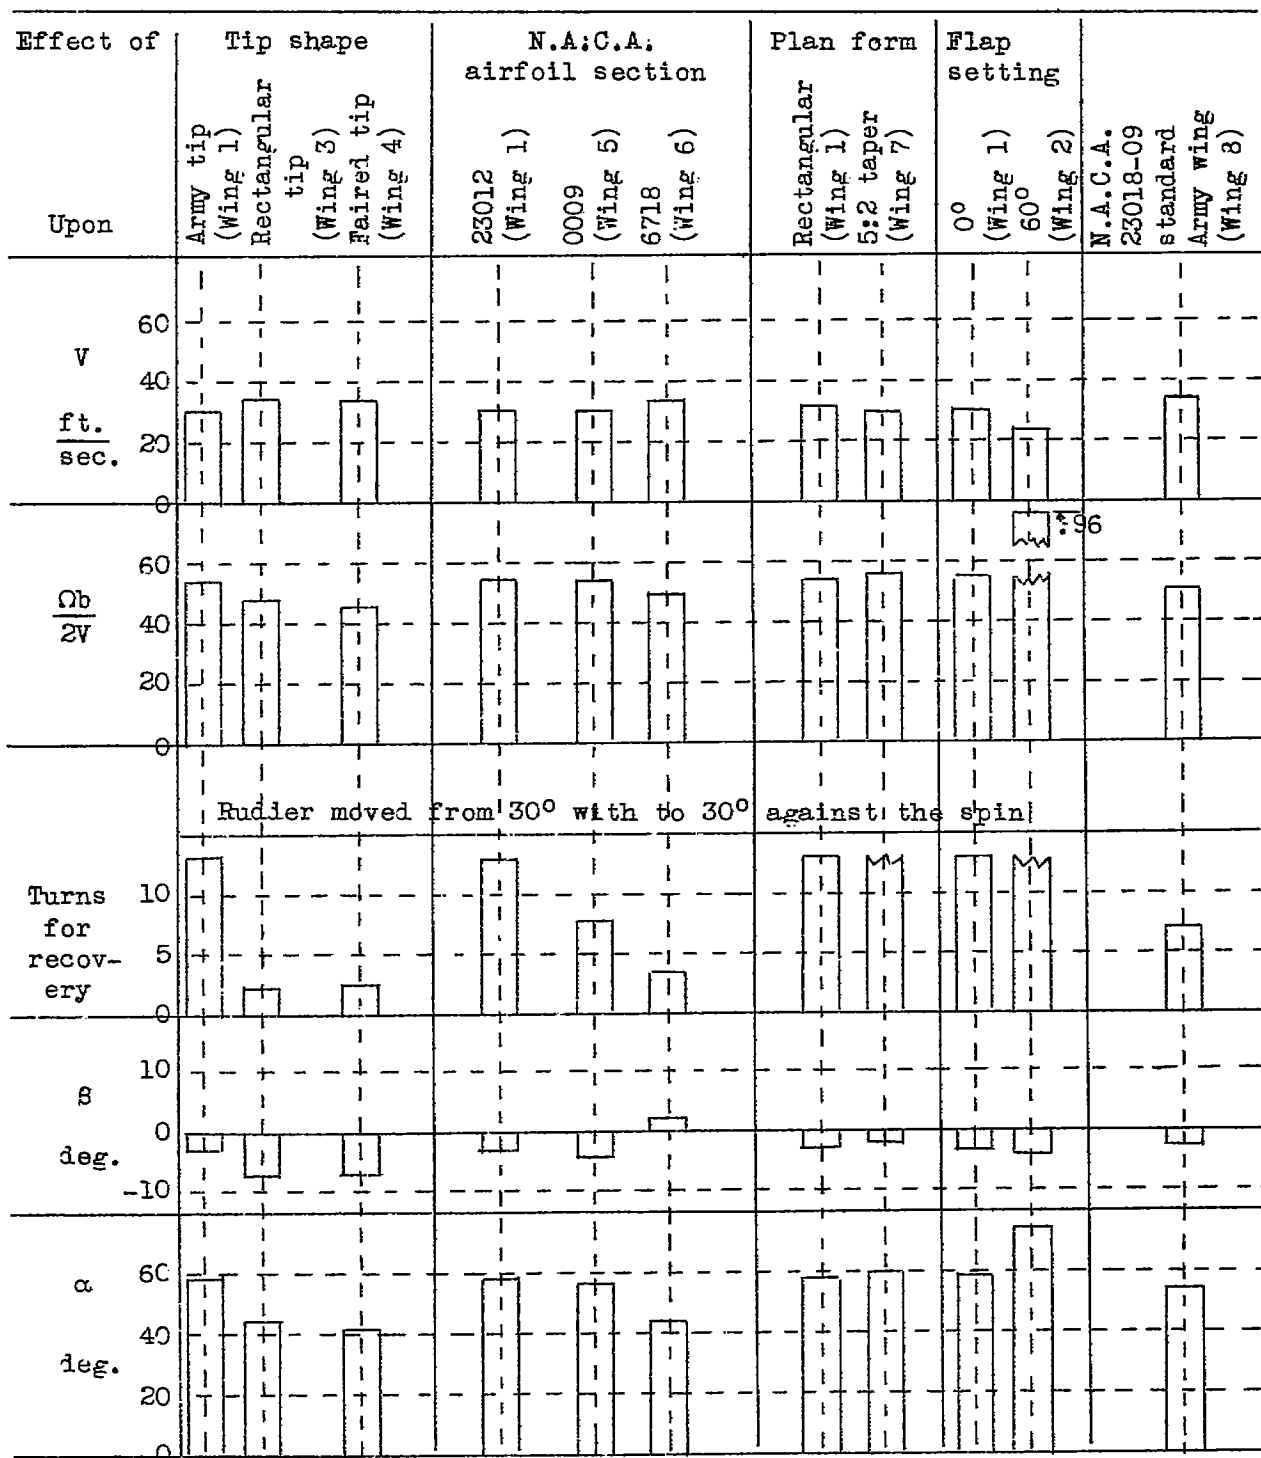 Effect of
Tip shape
N.A.C.A.
airfoil section
Plan form
Flap
setting
Upon
Army tip
(Wing 1)
Rectangular
tip
(Wing 3)
Faired tip
(Wing 4)
23012
(Wing 1)
0009
(Wing 5)
6718
(Wing 6)
Rectangular
(Wing 1)
5:2 taper
(Wing 7)
0°
(Wing 1)
60°
(Wing 2)
N.A.C.A.
23018-09
standard
Army wing
(Wing 8)
V
ft.
sec.
60
40
20
0
Ωb
2V
60
40
20
0
.96
Rudder moved from 30° with to 30° against the spin
Turns
for
recov-
ery
10
5
0
β
deg.
10
0
-10
α
deg.
60
40
20
0